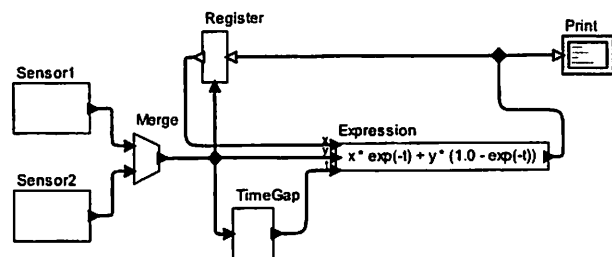 Register
Print
Sensor1
Merge
Expression
x
y
t
x * exp(-t) + y * (1.0 - exp(-t))
Sensor2
TimeGap